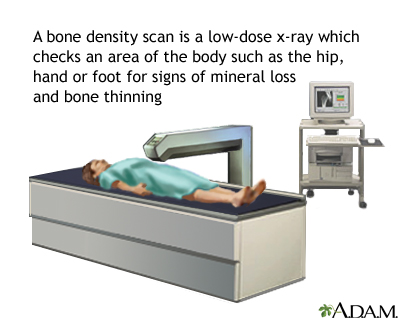 A bone density scan is a low-dose x-ray which
checks an area of the body such as the hip,
hand or foot for signs of mineral loss
and bone thinning
A.D.A.M.